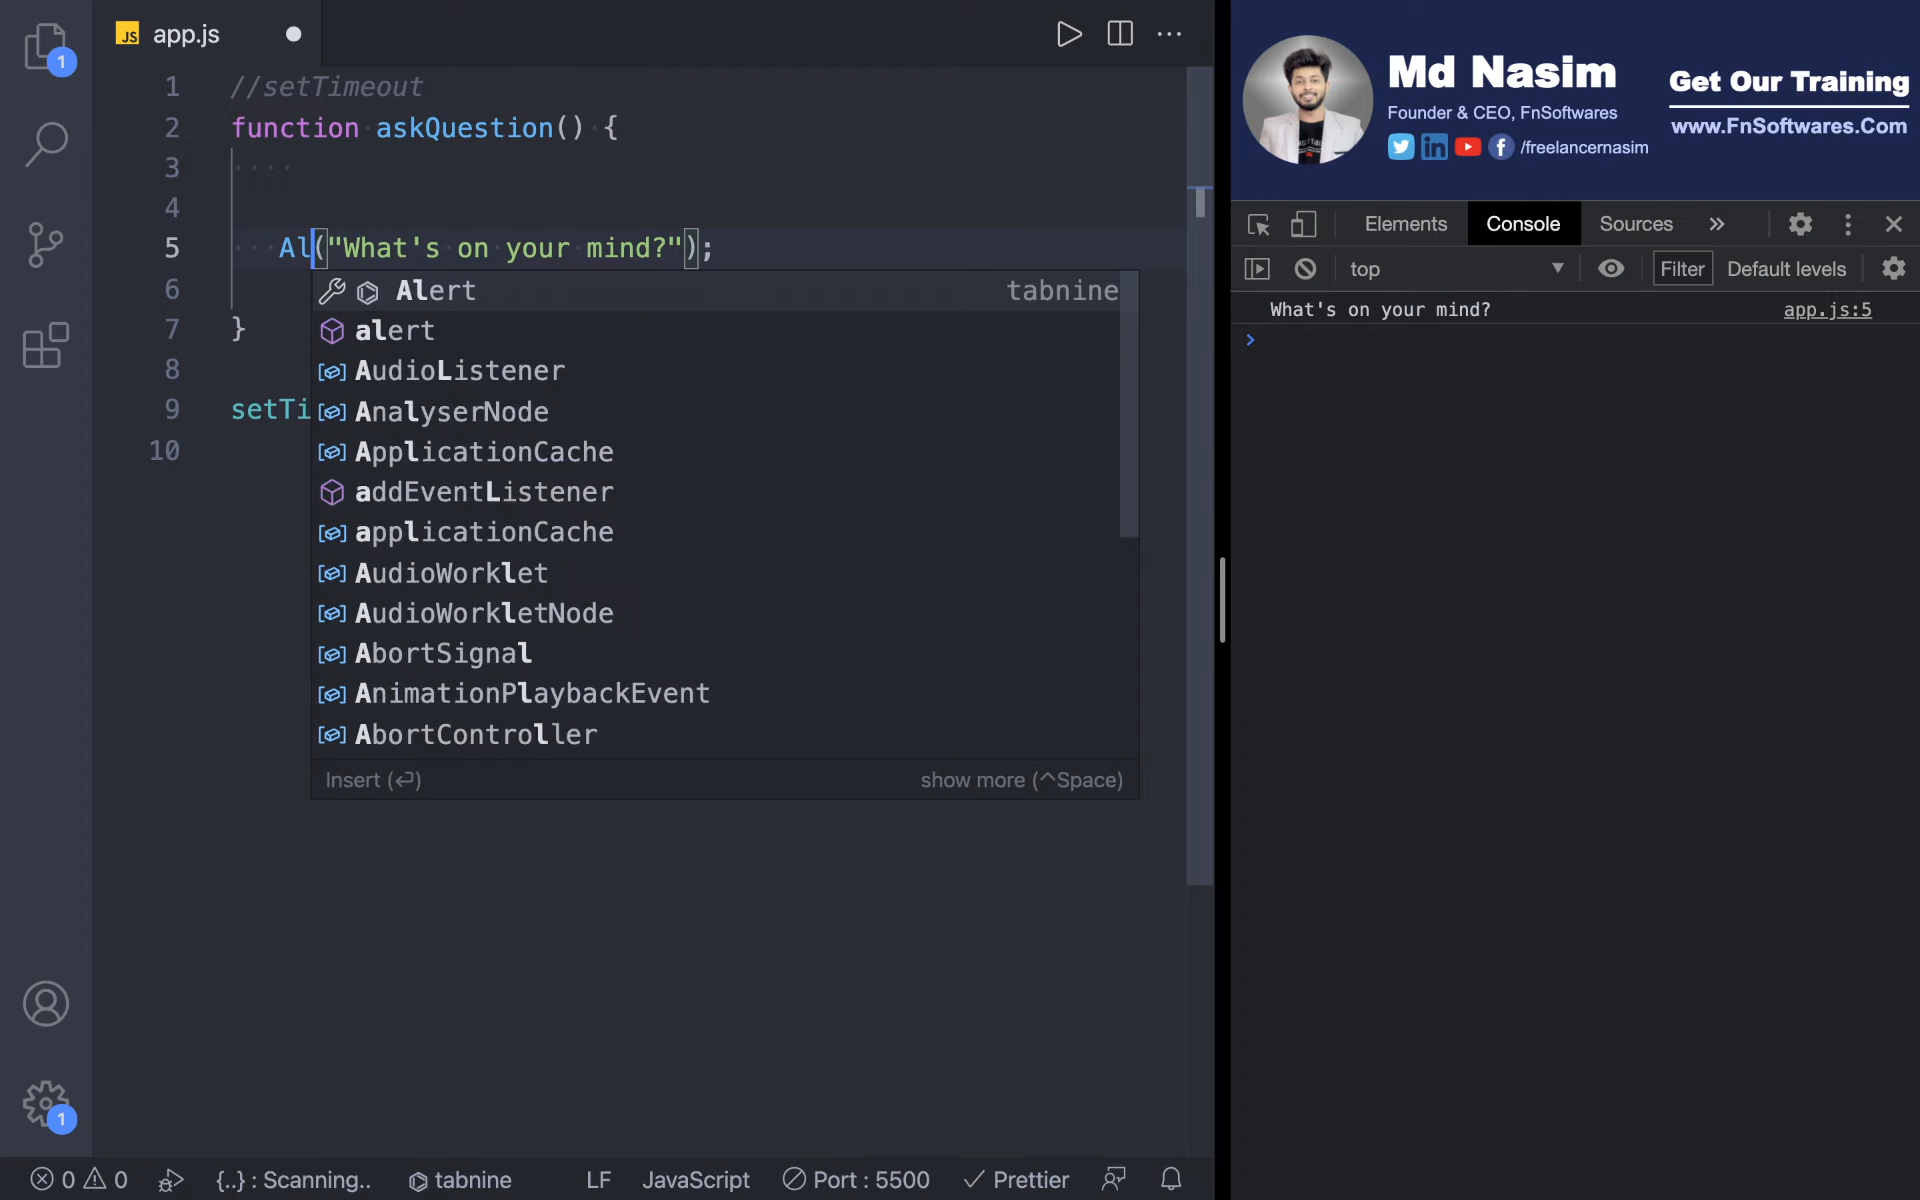 JS app.js
1 //setTimeout
2 function askQuestion() {
3
4
5 Al("What's on your mind?");
6
7 }
8
9 setTi
10
Alert tabnine
alert
AudioListener
AnalyserNode
ApplicationCache
addEventListener
applicationCache
AudioWorklet
AudioWorkletNode
AbortSignal
AnimationPlaybackEvent
AbortController
Insert (⏎) show more (^Space)
1
1
0 0 {..} : Scanning.. tabnine LF JavaScript Port : 5500 Prettier
Md Nasim
Founder & CEO, FnSoftwares
/freelancernasim
Get Our Training
www.FnSoftwares.Com
Elements Console Sources »
top Filter Default levels
What's on your mind? app.js:5